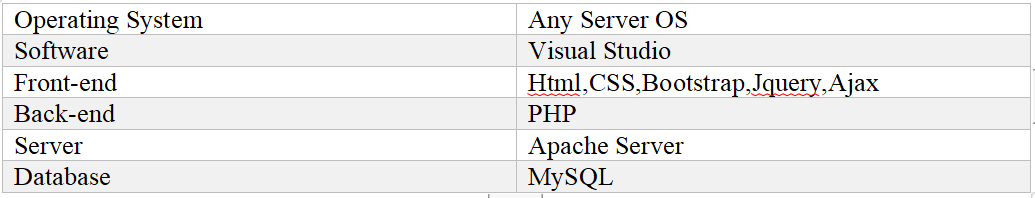 Operating System Any Server OS
Software Visual Studio
Front-end Html,CSS,Bootstrap,Jquery,Ajax
Back-end PHP
Server Apache Server
Database MySQL